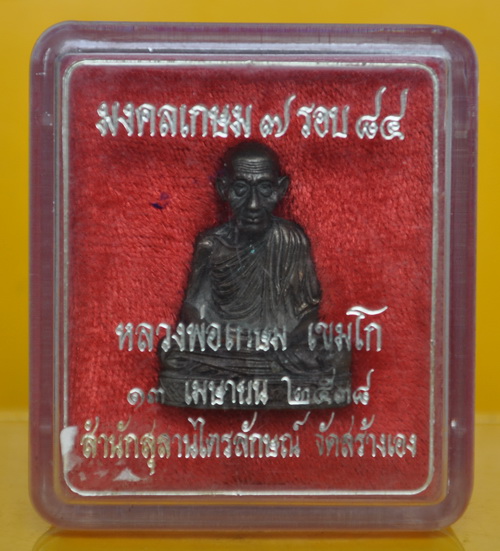 มงคลเกษม ๗ รอบ ๘๔
หลวงพ่อเกษม เขมโก
๑๓ เมษายน ๒๕๓๘
สำนักสุสานไตรลักษณ์ จัดสร้างเอง